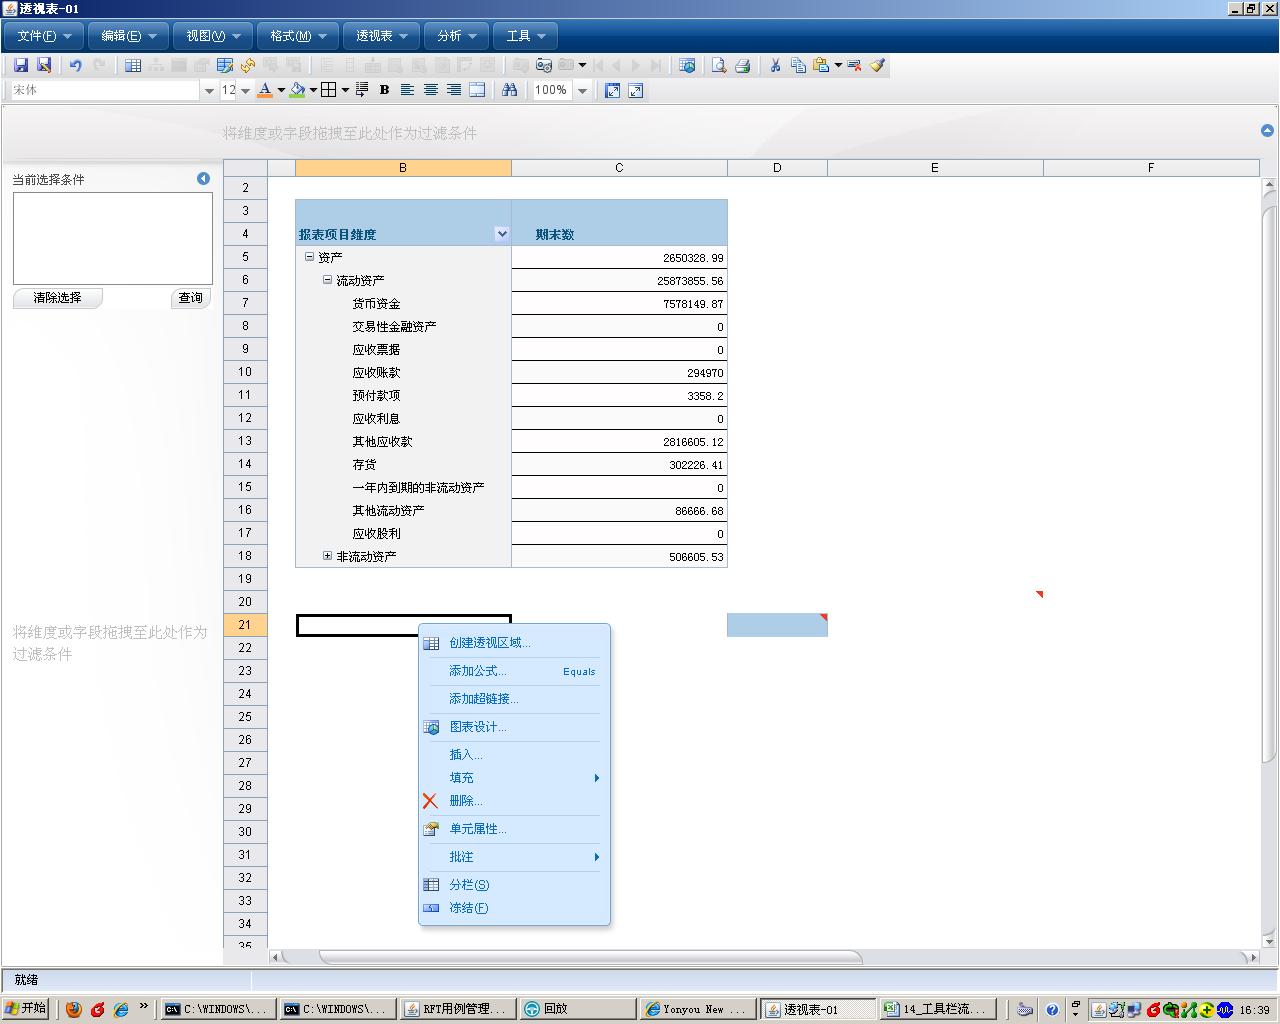 透视表-01
文件(F) 编辑(E) 视图(V) 格式(M) 透视表 分析 工具
宋体 12 A B 100%
将维度或字段拖拽至此处作为过滤条件
当前选择条件
清除选择 查询
将维度或字段拖拽至此处作为
过滤条件
B C D E F
2
3
4 报表项目维度 期末数
5 资产 2650328.99
6 流动资产 25873855.56
7 货币资金 7578149.87
8 交易性金融资产 0
9 应收票据 0
10 应收账款 294970
11 预付款项 3358.2
12 应收利息 0
13 其他应收款 2816605.12
14 存货 302226.41
15 一年内到期的非流动资产 0
16 其他流动资产 86666.68
17 应收股利 0
18 非流动资产 506605.53
19
20
21
22
23
24
25
26
27
28
29
30
31
32
33
34
35
创建透视区域...
添加公式... Equals
添加超链接...
图表设计...
插入...
填充
删除...
单元属性...
批注
分栏(S)
冻结(F)
就绪
开始 » C:\WINDOWS\... C:\WINDOWS\... RFT用例管理... 回放 Yonyou New ... 透视表-01 14_工具栏流... 16:39